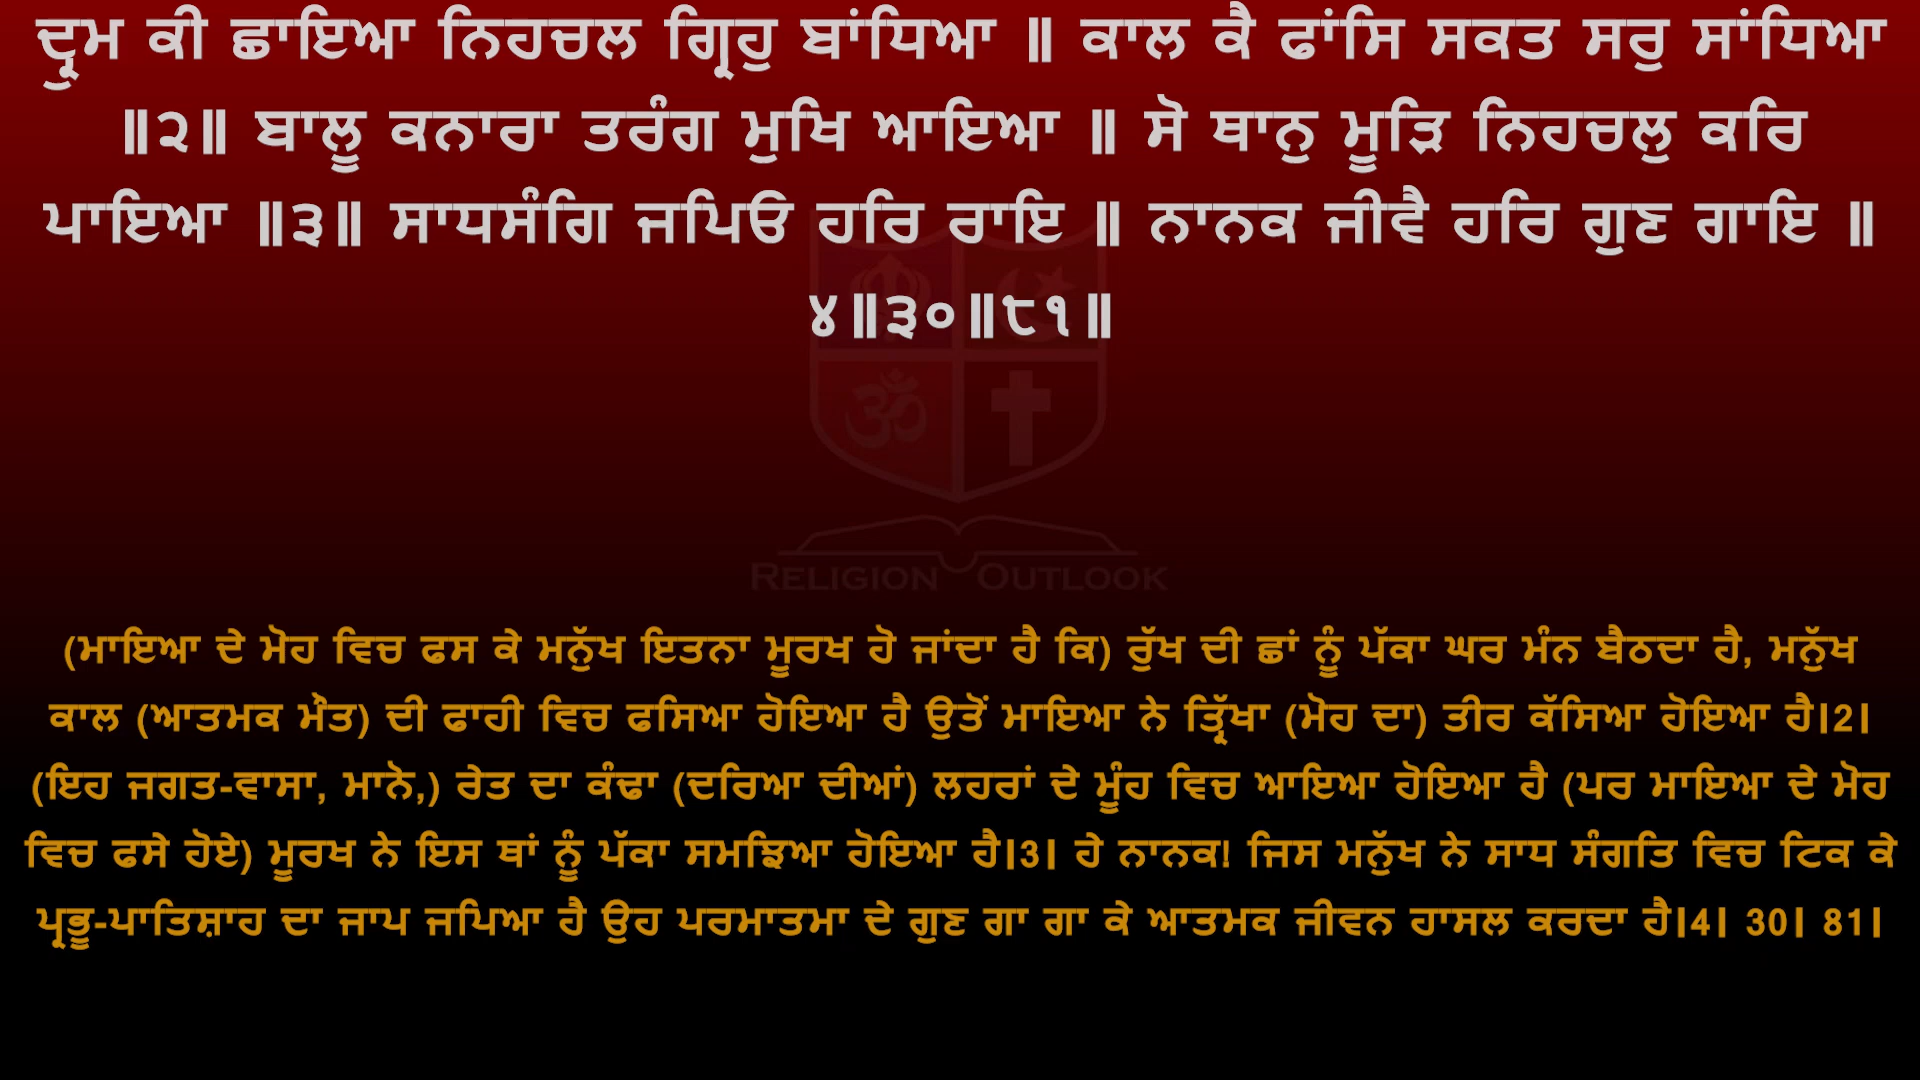 ਦ੍ਰੁਮ ਕੀ ਛਾਇਆ ਨਿਹਚਲ ਗ੍ਰਿਹੁ ਬਾਂਧਿਆ ॥ ਕਾਲ ਕੈ ਫਾਂਸਿ ਸਕਤ ਸਰੁ ਸਾਂਧਿਆ
॥੨॥ ਬਾਲੂ ਕਨਾਰਾ ਤਰੰਗ ਮੁਖਿ ਆਇਆ ॥ ਸੋ ਥਾਨੁ ਮੂੜਿ ਨਿਹਚਲੁ ਕਰਿ
ਪਾਇਆ ॥੩॥ ਸਾਧਸੰਗਿ ਜਪਿਓ ਹਰਿ ਰਾਇ ॥ ਨਾਨਕ ਜੀਵੈ ਹਰਿ ਗੁਣ ਗਾਇ ॥
੪॥੩੦॥੮੧॥
RELIGION OUTLOOK
(ਮਾਇਆ ਦੇ ਮੋਹ ਵਿਚ ਫਸ ਕੇ ਮਨੁੱਖ ਇਤਨਾ ਮੂਰਖ ਹੋ ਜਾਂਦਾ ਹੈ ਕਿ) ਰੁੱਖ ਦੀ ਛਾਂ ਨੂੰ ਪੱਕਾ ਘਰ ਮੰਨ ਬੈਠਦਾ ਹੈ, ਮਨੁੱਖ
ਕਾਲ (ਆਤਮਕ ਮੌਤ) ਦੀ ਫਾਹੀ ਵਿਚ ਫਸਿਆ ਹੋਇਆ ਹੈ ਉਤੋਂ ਮਾਇਆ ਨੇ ਤ੍ਰਿੱਖਾ (ਮੋਹ ਦਾ) ਤੀਰ ਕੱਸਿਆ ਹੋਇਆ ਹੈ।2।
(ਇਹ ਜਗਤ-ਵਾਸਾ, ਮਾਨੋ,) ਰੇਤ ਦਾ ਕੰਢਾ (ਦਰਿਆ ਦੀਆਂ) ਲਹਰਾਂ ਦੇ ਮੂੰਹ ਵਿਚ ਆਇਆ ਹੋਇਆ ਹੈ (ਪਰ ਮਾਇਆ ਦੇ ਮੋਹ
ਵਿਚ ਫਸੇ ਹੋਏ) ਮੂਰਖ ਨੇ ਇਸ ਥਾਂ ਨੂੰ ਪੱਕਾ ਸਮਝਿਆ ਹੋਇਆ ਹੈ।3। ਹੇ ਨਾਨਕ! ਜਿਸ ਮਨੁੱਖ ਨੇ ਸਾਧ ਸੰਗਤਿ ਵਿਚ ਟਿਕ ਕੇ
ਪ੍ਰਭੂ-ਪਾਤਿਸ਼ਾਹ ਦਾ ਜਾਪ ਜਪਿਆ ਹੈ ਉਹ ਪਰਮਾਤਮਾ ਦੇ ਗੁਣ ਗਾ ਗਾ ਕੇ ਆਤਮਕ ਜੀਵਨ ਹਾਸਲ ਕਰਦਾ ਹੈ।4। 30। 81।